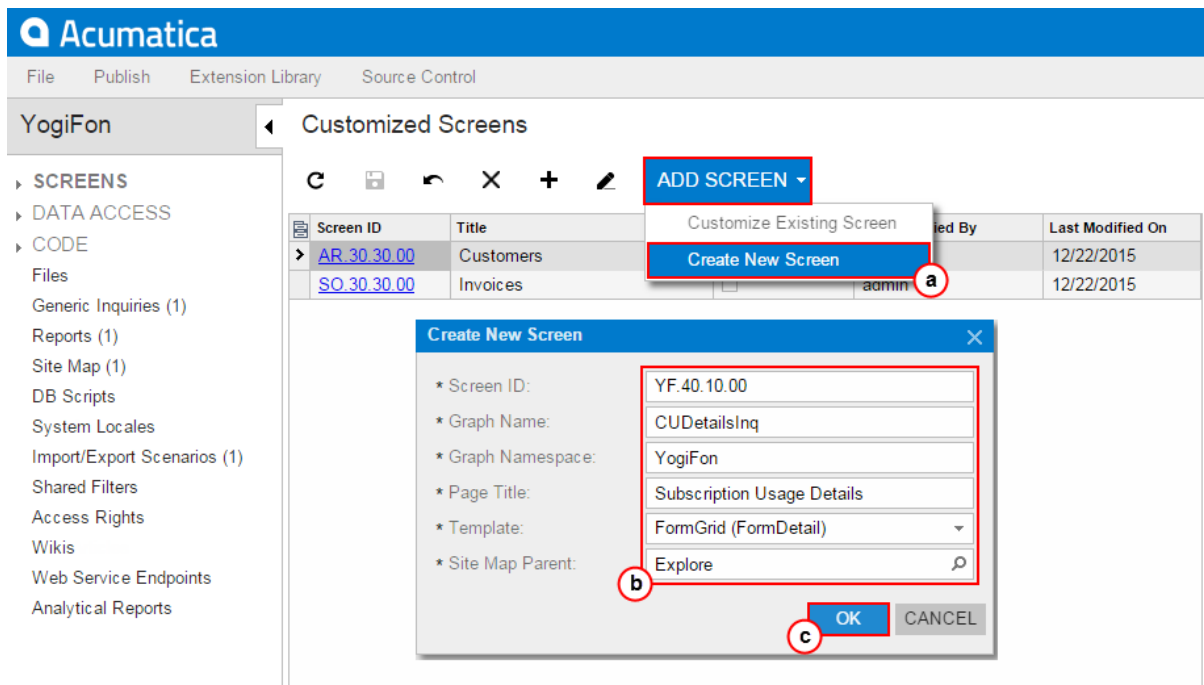 Acumatica
File Publish Extension Library Source Control
YogiFon
Customized Screens
SCREENS
DATA ACCESS
CODE
Files
Generic Inquiries (1)
Reports (1)
Site Map (1)
DB Scripts
System Locales
Import/Export Scenarios (1)
Shared Filters
Access Rights
Wikis
Web Service Endpoints
Analytical Reports
ADD SCREEN
Customize Existing Screen
Create New Screen
a
Screen ID Title ied By Last Modified On
AR.30.30.00 Customers 12/22/2015
SO.30.30.00 Invoices admin 12/22/2015
Create New Screen
* Screen ID: YF.40.10.00
* Graph Name: CUDetailsInq
* Graph Namespace: YogiFon
* Page Title: Subscription Usage Details
* Template: FormGrid (FormDetail)
* Site Map Parent: Explore
b
OK CANCEL
c